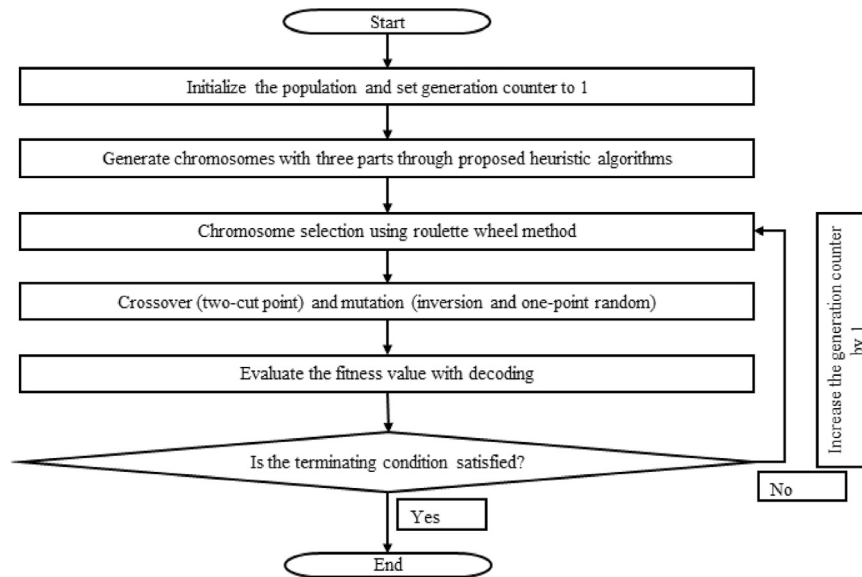 Start
Initialize the population and set generation counter to 1
Generate chromosomes with three parts through proposed heuristic algorithms
Chromosome selection using roulette wheel method
Crossover (two-cut point) and mutation (inversion and one-point random)
Evaluate the fitness value with decoding
Is the terminating condition satisfied?
Increase the generation counter
by 1
No
Yes
End